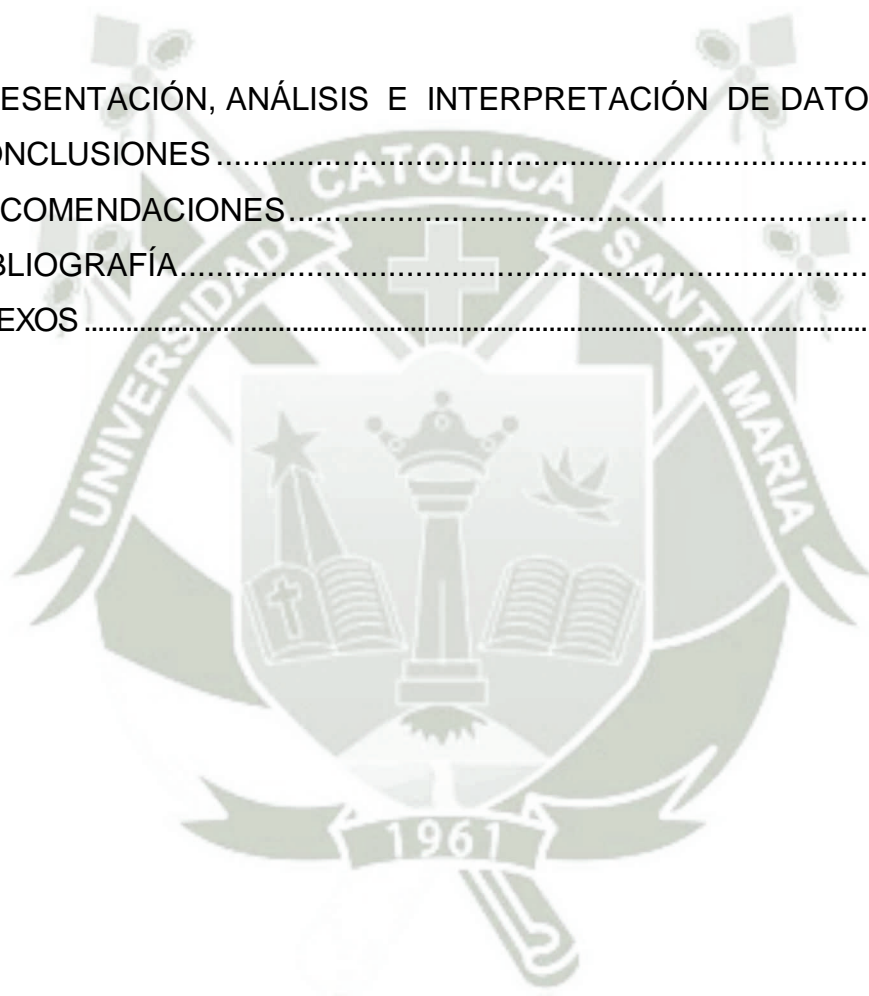 ESENTACIÓN, ANÁLISIS E INTERPRETACIÓN DE DATO
ONCLUSIONES ........................................................................
COMENDACIONES................................................................
BLIOGRAFÍA............................................................................
EXOS .......................................................................................
UNIVERSIDAD CATOLICA SANTA MARIA
1961